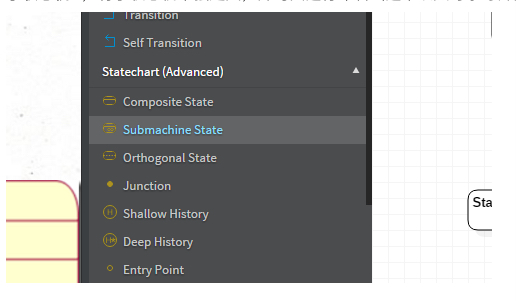 Transition
Self Transition
Statechart (Advanced)
Composite State
Submachine State
Orthogonal State
Junction
Shallow History
Deep History
Entry Point
Sta